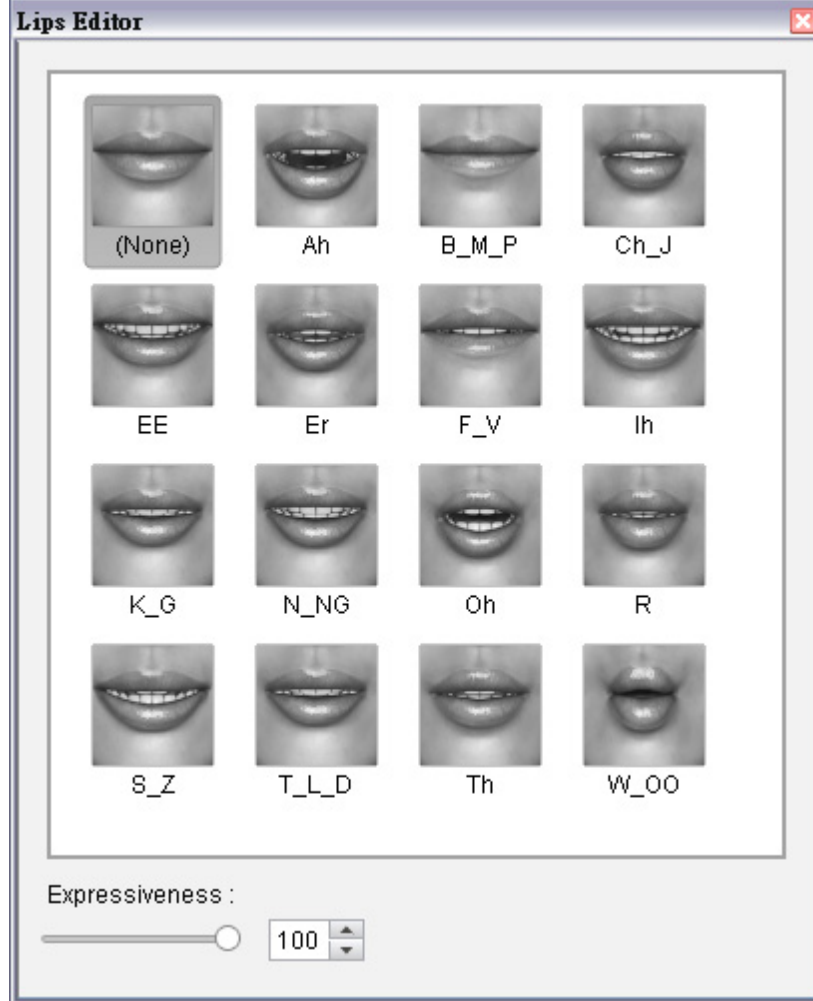 Lips Editor
(None) Ah B_M_P Ch_J
EE Er F_V Ih
K_G N_NG Oh R
S_Z T_L_D Th W_OO
Expressiveness :
100